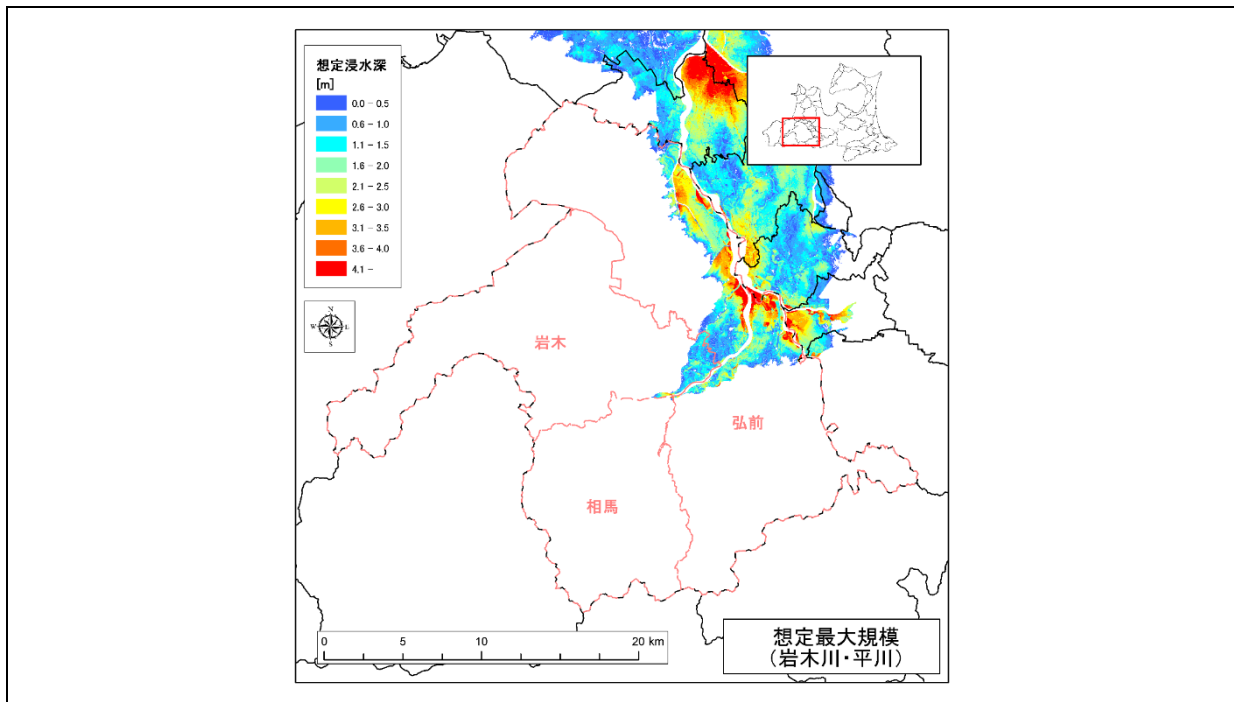 想定浸水深
[m]
0.0 - 0.5
0.6 - 1.0
1.1 - 1.5
1.6 - 2.0
2.1 - 2.5
2.6 - 3.0
3.1 - 3.5
3.6 - 4.0
4.1 -
N
W
E
S
岩木
弘前
相馬
0 5 10 20 km
想定最大規模
(岩木川・平川)